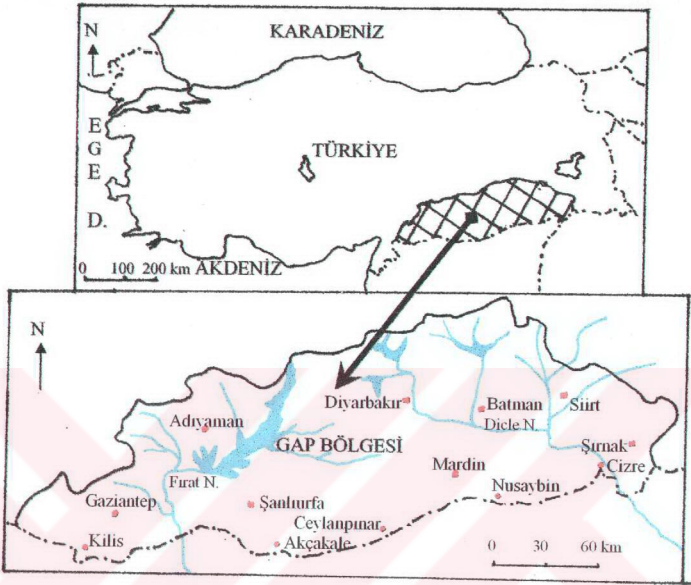 N
KARADENİZ
E
G
E
D.
TÜRKİYE
0 100 200 km
AKDENİZ
N
Diyarbakır
Batman
Siirt
Dicle N.
Adıyaman
GAP BÖLGESİ
Şırnak
Cizre
Mardin
Fırat N.
Nusaybin
Gaziantep
Şanlıurfa
Ceylanpınar
Akçakale
Kilis
0 30 60 km